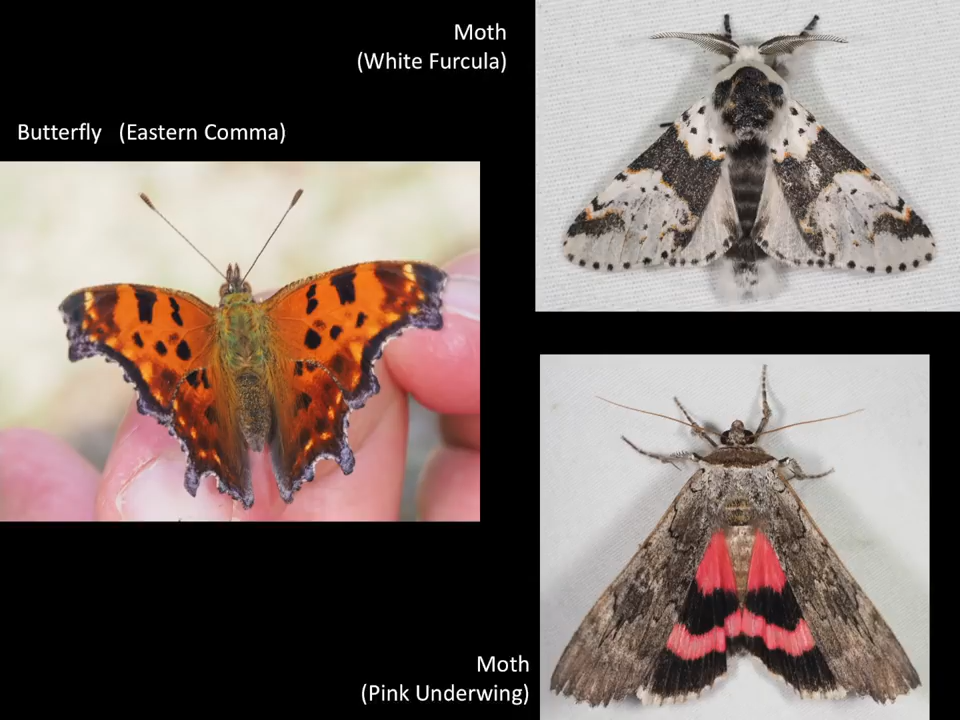 Moth
(White Furcula)
Butterfly (Eastern Comma)
Moth
(Pink Underwing)